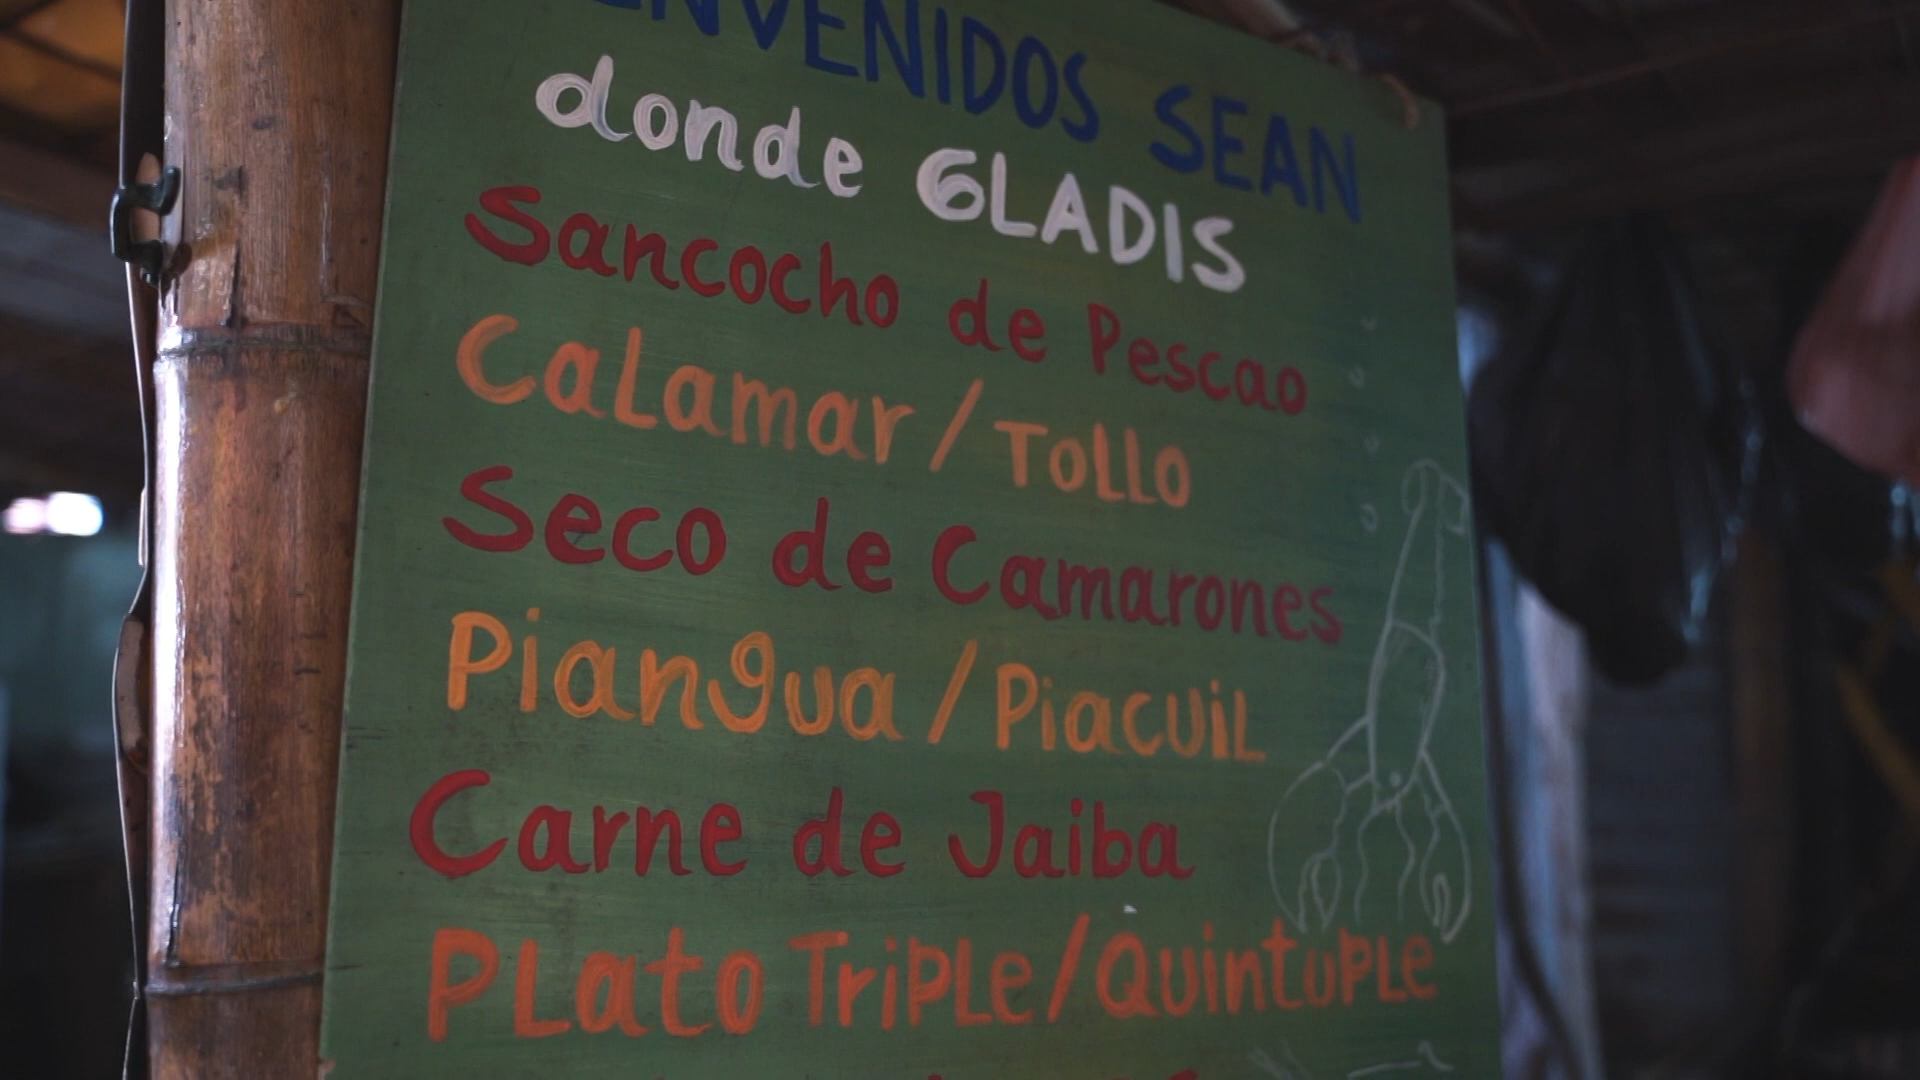 ENVENIDOS SEAN
donde GLADIS
Sancocho de Pescao
Calamar / Tollo
Seco de Camarones
Piangua / Piacuil
Carne de Jaiba
Plato Triple / Quintuple